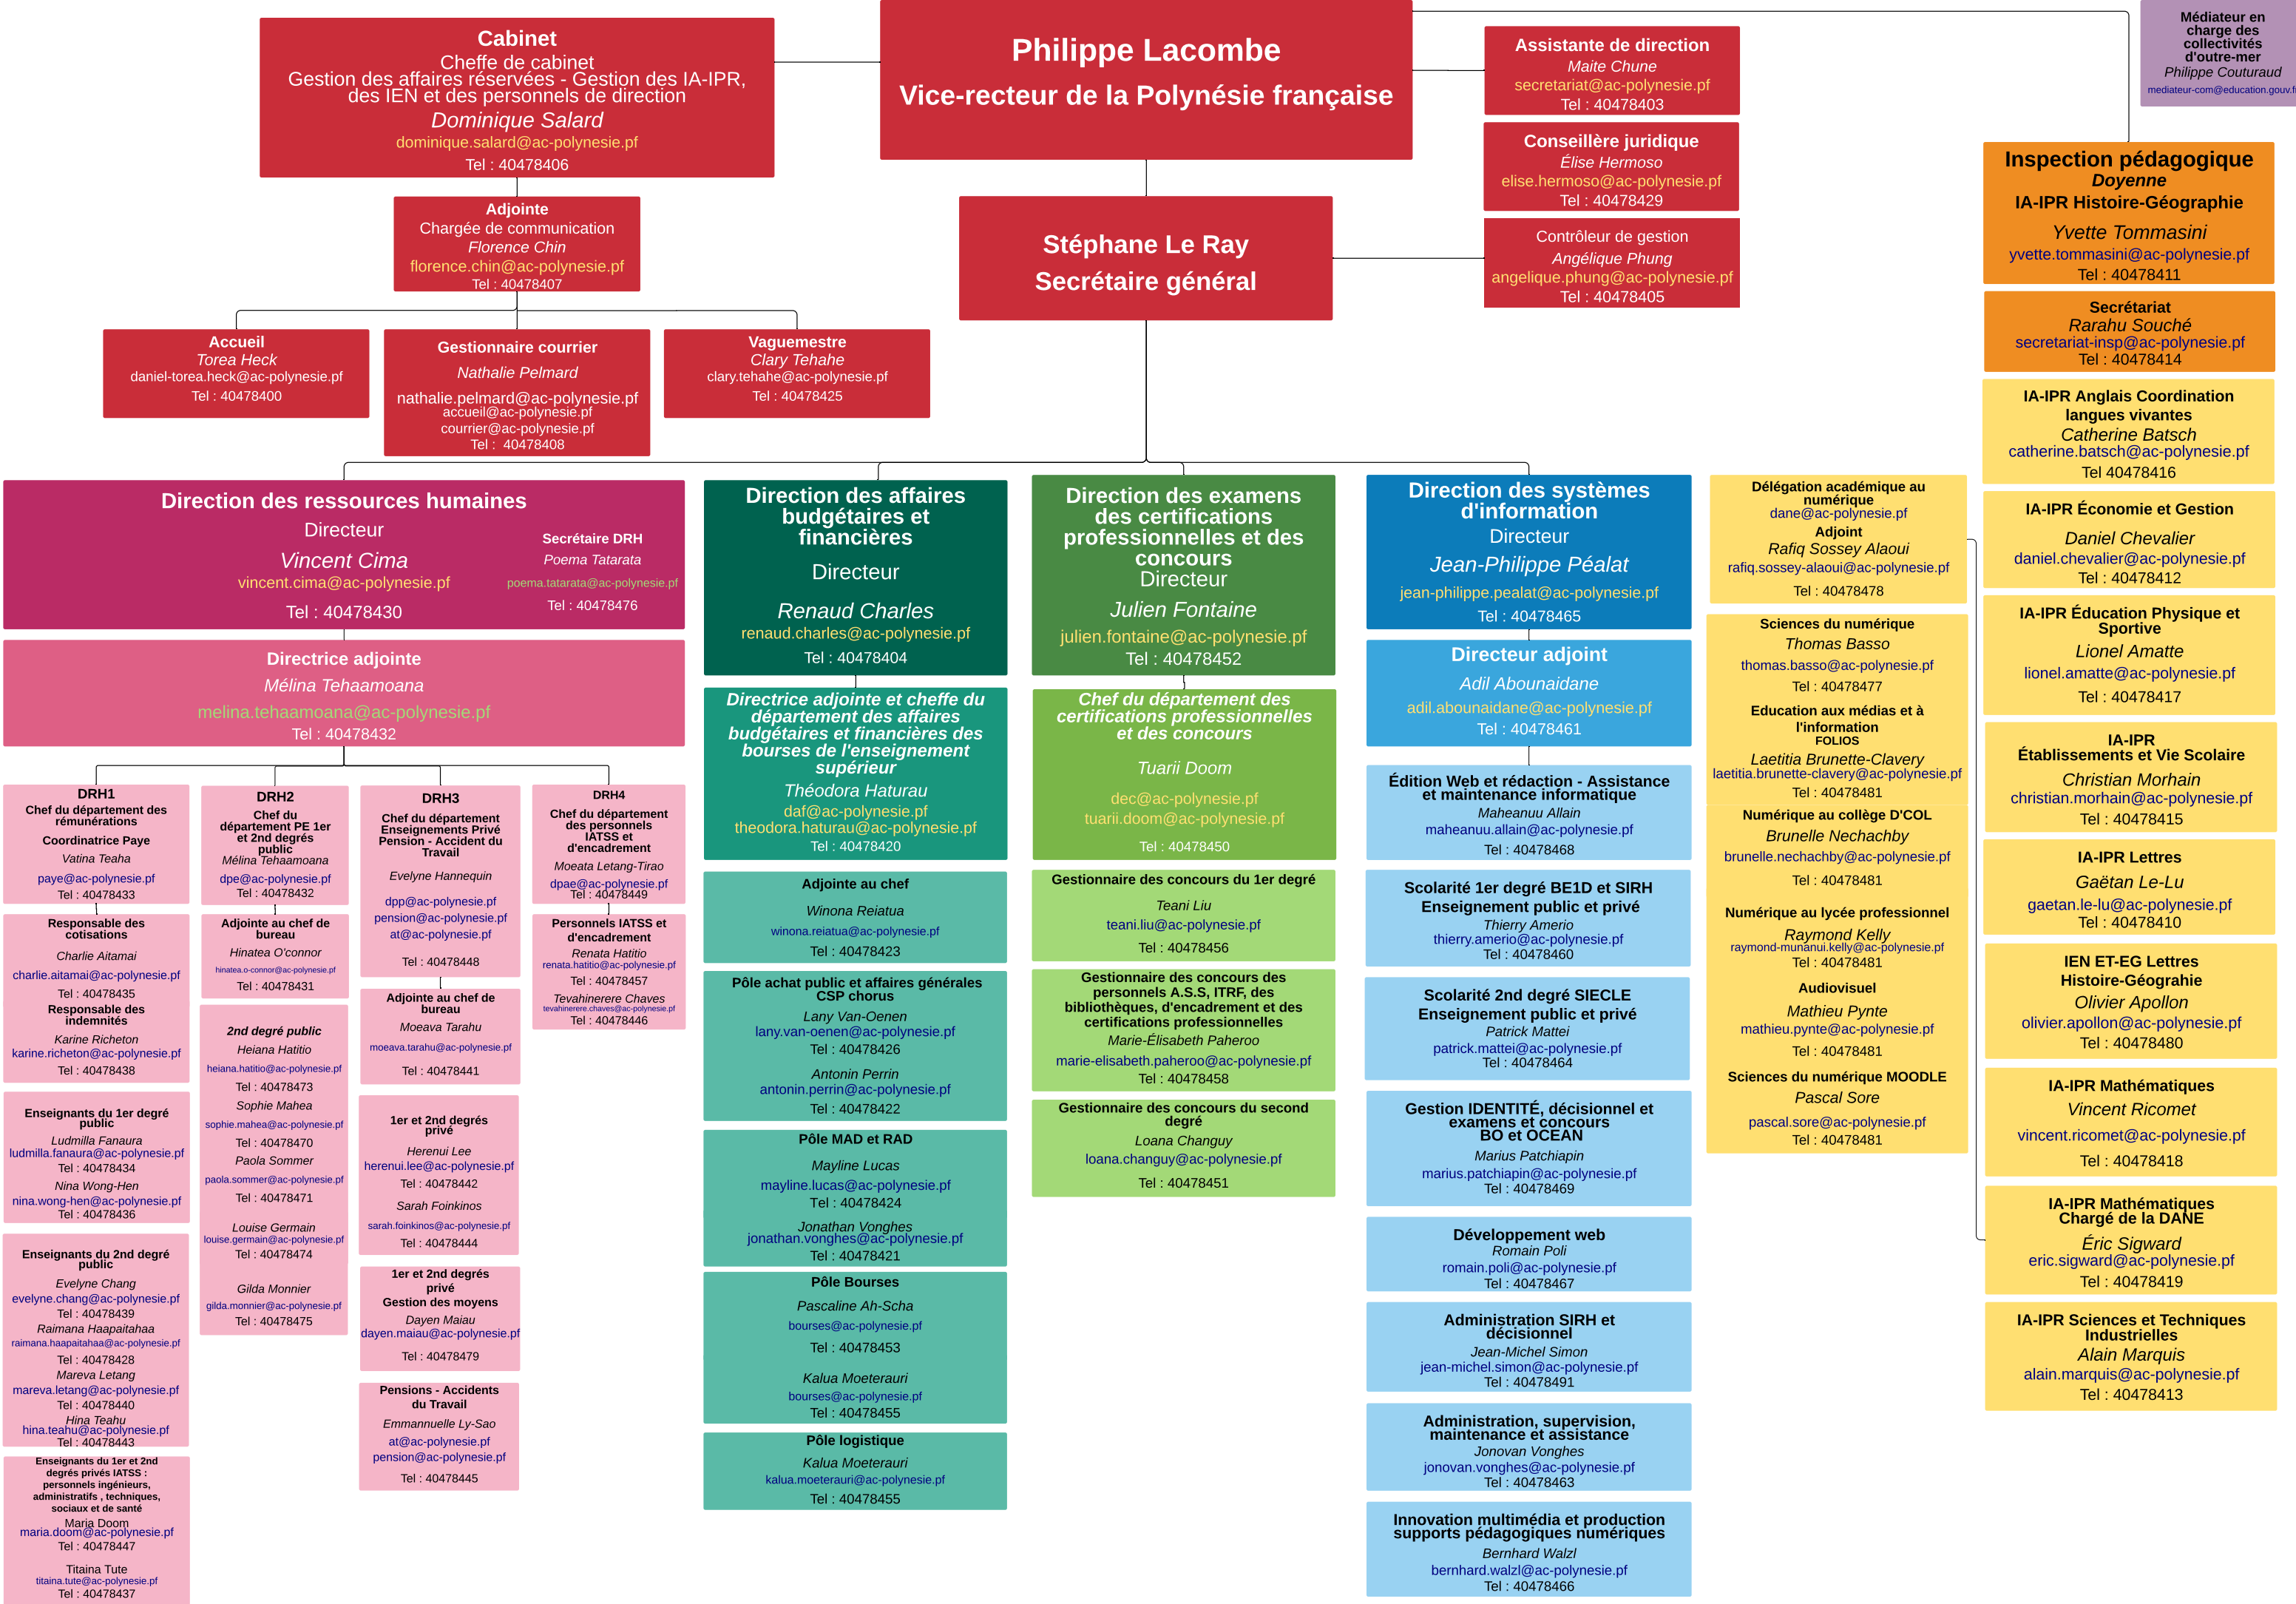 Cabinet
Cheffe de cabinet
Gestion des affaires réservées - Gestion des IA-IPR,
des IEN et des personnels de direction
Dominique Salard
dominique.salard@ac-polynesie.pf
Tel : 40478406
Philippe Lacombe
Vice-recteur de la Polynésie française
Assistante de direction
Maite Chune
secretariat@ac-polynesie.pf
Tel : 40478403
Conseillère juridique
Élise Hermoso
elise.hermoso@ac-polynesie.pf
Tel : 40478429
Contrôleur de gestion
Angélique Phung
angelique.phung@ac-polynesie.pf
Tel : 40478405
Médiateur en
charge des
collectivités
d'outre-mer
Philippe Couturaud
mediateur-com@education.gouv.f
Adjointe
Chargée de communication
Florence Chin
florence.chin@ac-polynesie.pf
Tel : 40478407
Stéphane Le Ray
Secrétaire général
Accueil
Torea Heck
daniel-torea.heck@ac-polynesie.pf
Tel : 40478400
Gestionnaire courrier
Nathalie Pelmard
nathalie.pelmard@ac-polynesie.pf
accueil@ac-polynesie.pf
courrier@ac-polynesie.pf
Tel :  40478408
Vaguemestre
Clary Tehahe
clary.tehahe@ac-polynesie.pf
Tel : 40478425
Direction des ressources humaines
Directeur
Vincent Cima
vincent.cima@ac-polynesie.pf
Tel : 40478430
Secrétaire DRH
Poema Tatarata
poema.tatarata@ac-polynesie.pf
Tel : 40478476
Directrice adjointe
Mélina Tehaamoana
melina.tehaamoana@ac-polynesie.pf
Tel : 40478432
DRH1
Chef du département des
rémunérations
Coordinatrice Paye
Vatina Teaha
paye@ac-polynesie.pf
Tel : 40478433
Responsable des
cotisations
Charlie Aitamai
charlie.aitamai@ac-polynesie.pf
Tel : 40478435
Responsable des
indemnités
Karine Richeton
karine.richeton@ac-polynesie.pf
Tel : 40478438
Enseignants du 1er degré
public
Ludmilla Fanaura
ludmilla.fanaura@ac-polynesie.pf
Tel : 40478434
Nina Wong-Hen
nina.wong-hen@ac-polynesie.pf
Tel : 40478436
Enseignants du 2nd degré
public
Evelyne Chang
evelyne.chang@ac-polynesie.pf
Tel : 40478439
Raimana Haapaitahaa
raimana.haapaitahaa@ac-polynesie.pf
Tel : 40478428
Mareva Letang
mareva.letang@ac-polynesie.pf
Tel : 40478440
Hina Teahu
hina.teahu@ac-polynesie.pf
Tel : 40478443
Enseignants du 1er et 2nd
degrés privés IATSS :
personnels ingénieurs,
administratifs , techniques,
sociaux et de santé
Maria Doom
maria.doom@ac-polynesie.pf
Tel : 40478447
Titaina Tute
titaina.tute@ac-polynesie.pf
Tel : 40478437
DRH2
Chef du
département PE 1er
et 2nd degrés
public
Mélina Tehaamoana
dpe@ac-polynesie.pf
Tel : 40478432
Adjointe au chef de
bureau
Hinatea O'connor
hinatea.o-connor@ac-polynesie.pf
Tel : 40478431
2nd degré public
Heiana Hatitio
heiana.hatitio@ac-polynesie.pf
Tel : 40478473
Sophie Mahea
sophie.mahea@ac-polynesie.pf
Tel : 40478470
Paola Sommer
paola.sommer@ac-polynesie.pf
Tel : 40478471
Louise Germain
louise.germain@ac-polynesie.pf
Tel : 40478474
Gilda Monnier
gilda.monnier@ac-polynesie.pf
Tel : 40478475
DRH3
Chef du département
Enseignements Privé
Pension - Accident du
Travail
Evelyne Hannequin
dpp@ac-polynesie.pf
pension@ac-polynesie.pf
at@ac-polynesie.pf
Tel : 40478448
Adjointe au chef de
bureau
Moeava Tarahu
moeava.tarahu@ac-polynesie.pf
Tel : 40478441
1er et 2nd degrés
privé
Herenui Lee
herenui.lee@ac-polynesie.pf
Tel : 40478442
Sarah Foinkinos
sarah.foinkinos@ac-polynesie.pf
Tel : 40478444
1er et 2nd degrés
privé
Gestion des moyens
Dayen Maiau
dayen.maiau@ac-polynesie.pf
Tel : 40478479
Pensions - Accidents
du Travail
Emmannuelle Ly-Sao
at@ac-polynesie.pf
pension@ac-polynesie.pf
Tel : 40478445
DRH4
Chef du département
des personnels
IATSS et
d'encadrement
Moeata Letang-Tirao
dpae@ac-polynesie.pf
Tel : 40478449
Personnels IATSS et
d'encadrement
Renata Hatitio
renata.hatitio@ac-polynesie.pf
Tel : 40478457
Tevahinerere Chaves
tevahinerere.chaves@ac-polynesie.pf
Tel : 40478446
Direction des affaires
budgétaires et
financières
Directeur
Renaud Charles
renaud.charles@ac-polynesie.pf
Tel : 40478404
Directrice adjointe et cheffe du
département des affaires
budgétaires et financières des
bourses de l'enseignement
supérieur
Théodora Haturau
daf@ac-polynesie.pf
theodora.haturau@ac-polynesie.pf
Tel : 40478420
Adjointe au chef
Winona Reiatua
winona.reiatua@ac-polynesie.pf
Tel : 40478423
Pôle achat public et affaires générales
CSP chorus
Lany Van-Oenen
lany.van-oenen@ac-polynesie.pf
Tel : 40478426
Antonin Perrin
antonin.perrin@ac-polynesie.pf
Tel : 40478422
Pôle MAD et RAD
Mayline Lucas
mayline.lucas@ac-polynesie.pf
Tel : 40478424
Jonathan Vonghes
jonathan.vonghes@ac-polynesie.pf
Tel : 40478421
Pôle Bourses
Pascaline Ah-Scha
bourses@ac-polynesie.pf
Tel : 40478453
Kalua Moeterauri
bourses@ac-polynesie.pf
Tel : 40478455
Pôle logistique
Kalua Moeterauri
kalua.moeterauri@ac-polynesie.pf
Tel : 40478455
Direction des examens
des certifications
professionnelles et des
concours
Directeur
Julien Fontaine
julien.fontaine@ac-polynesie.pf
Tel : 40478452
Chef du département des
certifications professionnelles
et des concours
Tuarii Doom
dec@ac-polynesie.pf
tuarii.doom@ac-polynesie.pf
Tel : 40478450
Gestionnaire des concours du 1er degré
Teani Liu
teani.liu@ac-polynesie.pf
Tel : 40478456
Gestionnaire des concours des
personnels A.S.S, ITRF, des
bibliothèques, d'encadrement et des
certifications professionnelles
Marie-Élisabeth Paheroo
marie-elisabeth.paheroo@ac-polynesie.pf
Tel : 40478458
Gestionnaire des concours du second
degré
Loana Changuy
loana.changuy@ac-polynesie.pf
Tel : 40478451
Direction des systèmes
d'information
Directeur
Jean-Philippe Péalat
jean-philippe.pealat@ac-polynesie.pf
Tel : 40478465
Directeur adjoint
Adil Abounaidane
adil.abounaidane@ac-polynesie.pf
Tel : 40478461
Édition Web et rédaction - Assistance
et maintenance informatique
Maheanuu Allain
maheanuu.allain@ac-polynesie.pf
Tel : 40478468
Scolarité 1er degré BE1D et SIRH
Enseignement public et privé
Thierry Amerio
thierry.amerio@ac-polynesie.pf
Tel : 40478460
Scolarité 2nd degré SIECLE
Enseignement public et privé
Patrick Mattei
patrick.mattei@ac-polynesie.pf
Tel : 40478464
Gestion IDENTITÉ, décisionnel et
examens et concours
BO et OCEAN
Marius Patchiapin
marius.patchiapin@ac-polynesie.pf
Tel : 40478469
Développement web
Romain Poli
romain.poli@ac-polynesie.pf
Tel : 40478467
Administration SIRH et
décisionnel
Jean-Michel Simon
jean-michel.simon@ac-polynesie.pf
Tel : 40478491
Administration, supervision,
maintenance et assistance
Jonovan Vonghes
jonovan.vonghes@ac-polynesie.pf
Tel : 40478463
Innovation multimédia et production
supports pédagogiques numériques
Bernhard Walzl
bernhard.walzl@ac-polynesie.pf
Tel : 40478466
Délégation académique au
numérique
dane@ac-polynesie.pf
Adjoint
Rafiq Sossey Alaoui
rafiq.sossey-alaoui@ac-polynesie.pf
Tel : 40478478
Sciences du numérique
Thomas Basso
thomas.basso@ac-polynesie.pf
Tel : 40478477
Education aux médias et à
l'information
FOLIOS
Laetitia Brunette-Clavery
laetitia.brunette-clavery@ac-polynesie.pf
Tel : 40478481
Numérique au collège D'COL
Brunelle Nechachby
brunelle.nechachby@ac-polynesie.pf
Tel : 40478481
Numérique au lycée professionnel
Raymond Kelly
raymond-munanui.kelly@ac-polynesie.pf
Tel : 40478481
Audiovisuel
Mathieu Pynte
mathieu.pynte@ac-polynesie.pf
Tel : 40478481
Sciences du numérique MOODLE
Pascal Sore
pascal.sore@ac-polynesie.pf
Tel : 40478481
Inspection pédagogique
Doyenne
IA-IPR Histoire-Géographie
Yvette Tommasini
yvette.tommasini@ac-polynesie.pf
Tel : 40478411
Secrétariat
Rarahu Souché
secretariat-insp@ac-polynesie.pf
Tel : 40478414
IA-IPR Anglais Coordination
langues vivantes
Catherine Batsch
catherine.batsch@ac-polynesie.pf
Tel 40478416
IA-IPR Économie et Gestion
Daniel Chevalier
daniel.chevalier@ac-polynesie.pf
Tel : 40478412
IA-IPR Éducation Physique et
Sportive
Lionel Amatte
lionel.amatte@ac-polynesie.pf
Tel : 40478417
IA-IPR
Établissements et Vie Scolaire
Christian Morhain
christian.morhain@ac-polynesie.pf
Tel : 40478415
IA-IPR Lettres
Gaëtan Le-Lu
gaetan.le-lu@ac-polynesie.pf
Tel : 40478410
IEN ET-EG Lettres
Histoire-Géograhie
Olivier Apollon
olivier.apollon@ac-polynesie.pf
Tel : 40478480
IA-IPR Mathématiques
Vincent Ricomet
vincent.ricomet@ac-polynesie.pf
Tel : 40478418
IA-IPR Mathématiques
Chargé de la DANE
Éric Sigward
eric.sigward@ac-polynesie.pf
Tel : 40478419
IA-IPR Sciences et Techniques
Industrielles
Alain Marquis
alain.marquis@ac-polynesie.pf
Tel : 40478413